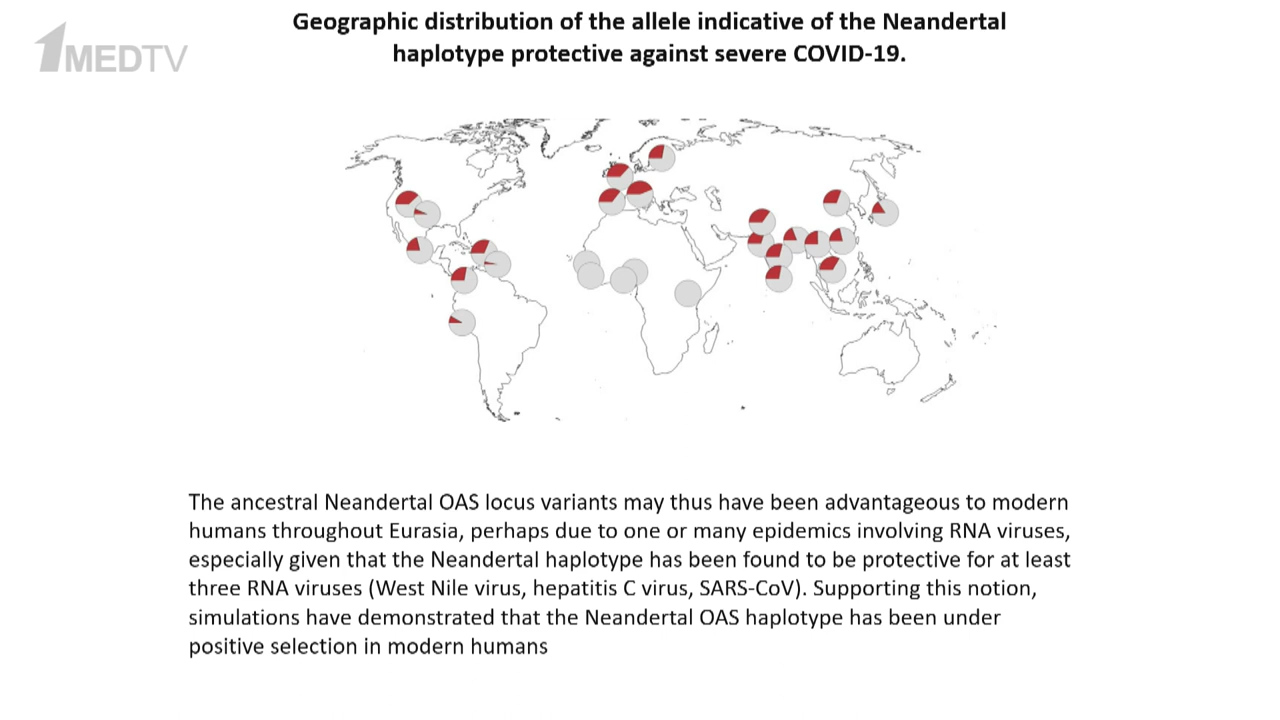 Geographic distribution of the allele indicative of the Neandertal
haplotype protective against severe COVID-19.
1MEDTV
The ancestral Neandertal OAS locus variants may thus have been advantageous to modern
humans throughout Eurasia, perhaps due to one or many epidemics involving RNA viruses,
especially given that the Neandertal haplotype has been found to be protective for at least
three RNA viruses (West Nile virus, hepatitis C virus, SARS-CoV). Supporting this notion,
simulations have demonstrated that the Neandertal OAS haplotype has been under
positive selection in modern humans